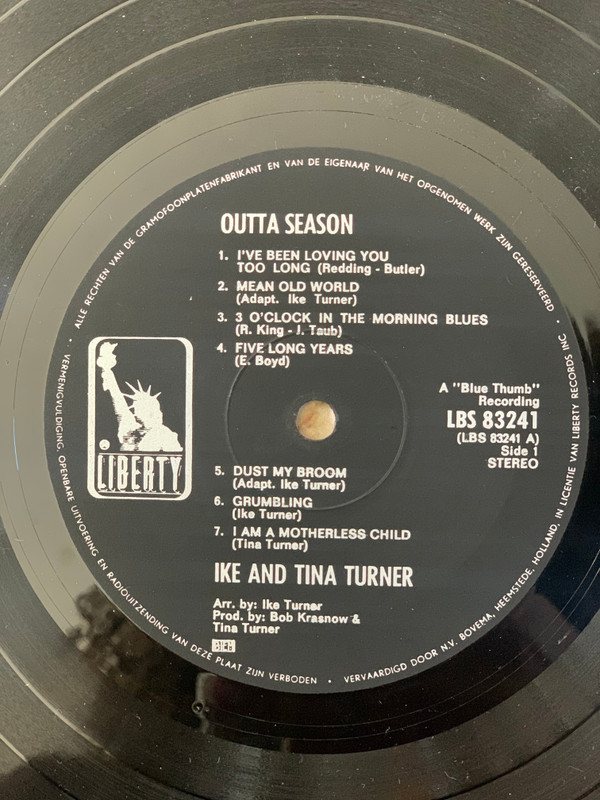 ALLE RECHTEN VAN DE GRAMOFOONPLATENFABRIKANT EN VAN DE EIGENAAR VAN HET OPGENOMEN WERK ZIJN GERESERVEERD •
OUTTA SEASON
1. I'VE BEEN LOVING YOU
TOO LONG (Redding - Butler)
2. MEAN OLD WORLD
(Adapt. Ike Turner)
3. 3 O'CLOCK IN THE MORNING BLUES
(R. King - J. Taub)
4. FIVE LONG YEARS
(E. Boyd)
LIBERTY
A "Blue Thumb"
Recording
LBS 83241
(LBS 83241 A)
Side 1
STEREO
5. DUST MY BROOM
(Adapt. Ike Turner)
6. GRUMBLING
(Ike Turner)
7. I AM A MOTHERLESS CHILD
(Tina Turner)
IKE AND TINA TURNER
Arr. by: Ike Turner
Prod. by: Bob Krasnow &
Tina Turner
BIEM
VERMENIGVULDIGING, OPENBARE UITVOERING EN RADIOUITZENDING VAN DEZE PLAAT ZIJN VERBODEN •
VERVAARDIGD DOOR N.V. BOVEMA, HEEMSTEDE, HOLLAND, IN LICENTIE VAN LIBERTY RECORDS INC